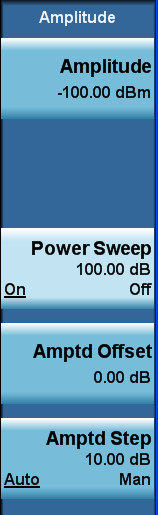 Amplitude
Amplitude
-100.00 dBm
Power Sweep
100.00 dB
On Off
Amptd Offset
0.00 dB
Amptd Step
10.00 dB
Auto Man